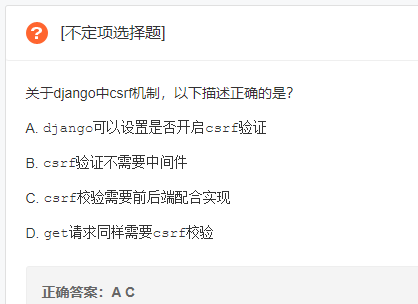 [不定项选择题]
关于django中csrf机制，以下描述正确的是?
A. django可以设置是否开启csrf验证
B. csrf验证不需要中间件
C. csrf校验需要前后端配合实现
D. get请求同样需要csrf校验
正确答案：A C